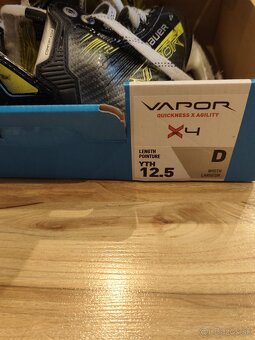 BAUER
VAPOR
QUICKNESS X AGILITY
X4
LENGTH
POINTURE
YTH
12.5
D
WIDTH
LARGEUR